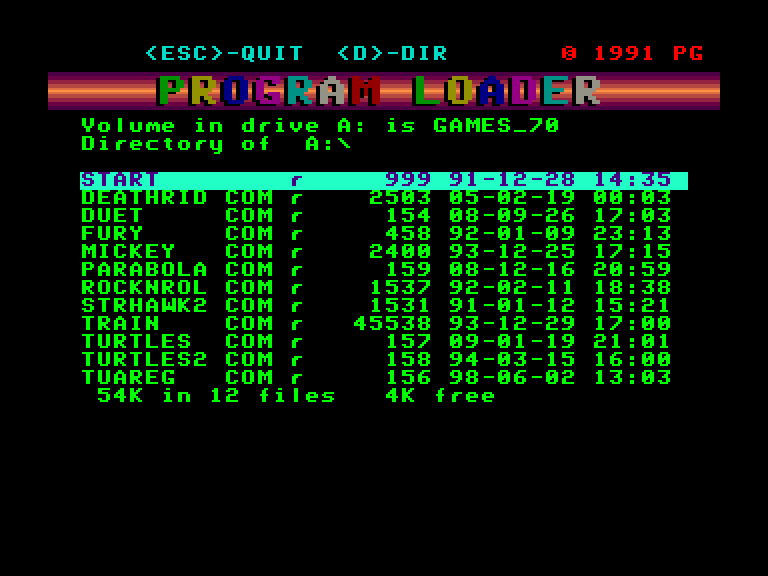 <ESC>-QUIT  <D>-DIR       © 1991 PG
PROGRAM LOADER
Volume in drive A: is GAMES_70
Directory of  A:\
START        r     999 91-12-28 14:35
DEATHRID COM r    2503 05-02-19 00:03
DUET     COM r     154 08-09-26 17:03
FURY     COM r     458 92-01-09 23:13
MICKEY   COM r    2400 93-12-25 17:15
PARABOLA COM r     159 08-12-16 20:59
ROCKNROL COM r    1537 92-02-11 18:38
STRHAWK2 COM r    1531 91-01-12 15:21
TRAIN    COM r   45538 93-12-29 17:00
TURTLES  COM r     157 09-01-19 21:01
TURTLES2 COM r     158 94-03-15 16:00
TUAREG   COM r     156 98-06-02 13:03
 54K in 12 files   4K free